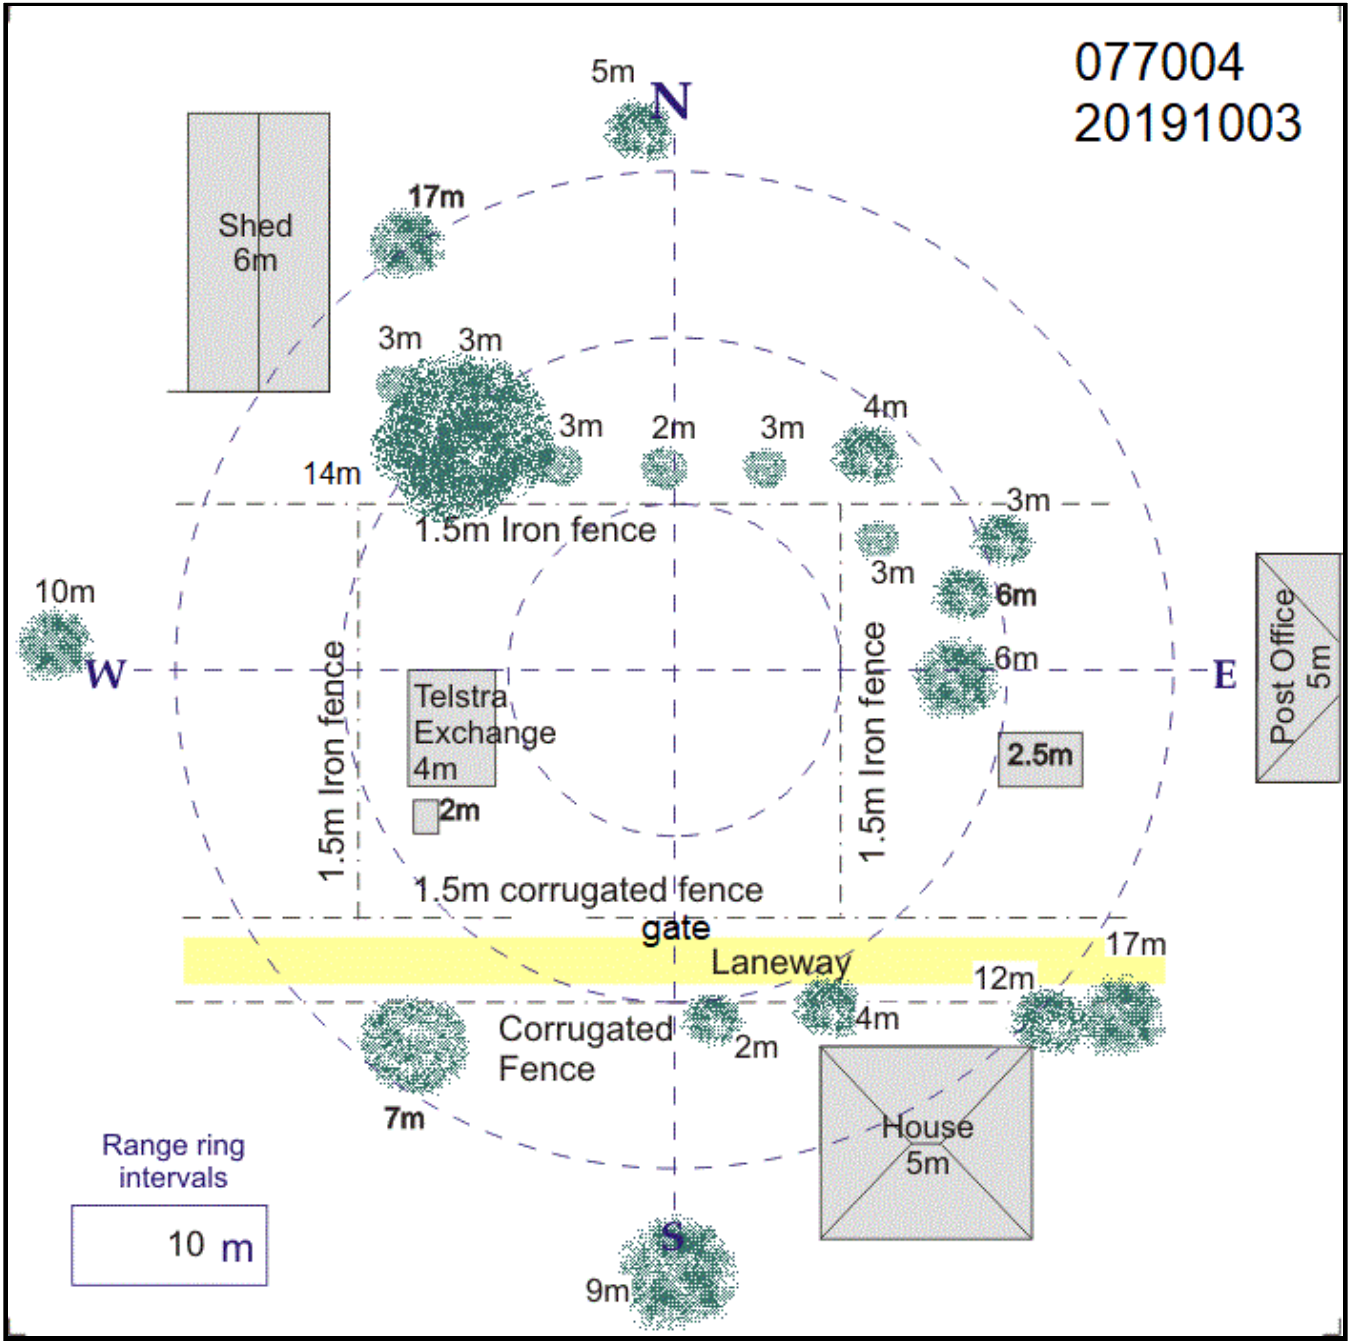 077004
20191003
5m
N
17m
Shed
6m
3m
3m
4m
3m
2m
3m
14m
3m
1.5m Iron fence
3m
10m
6m
W
6m
E
Post Office
5m
1.5m Iron fence
1.5m Iron fence
Telstra
Exchange
4m
2.5m
2m
1.5m corrugated fence
gate
17m
Laneway
12m
4m
Corrugated
Fence
2m
7m
House
5m
Range ring
intervals
10 m
S
9m